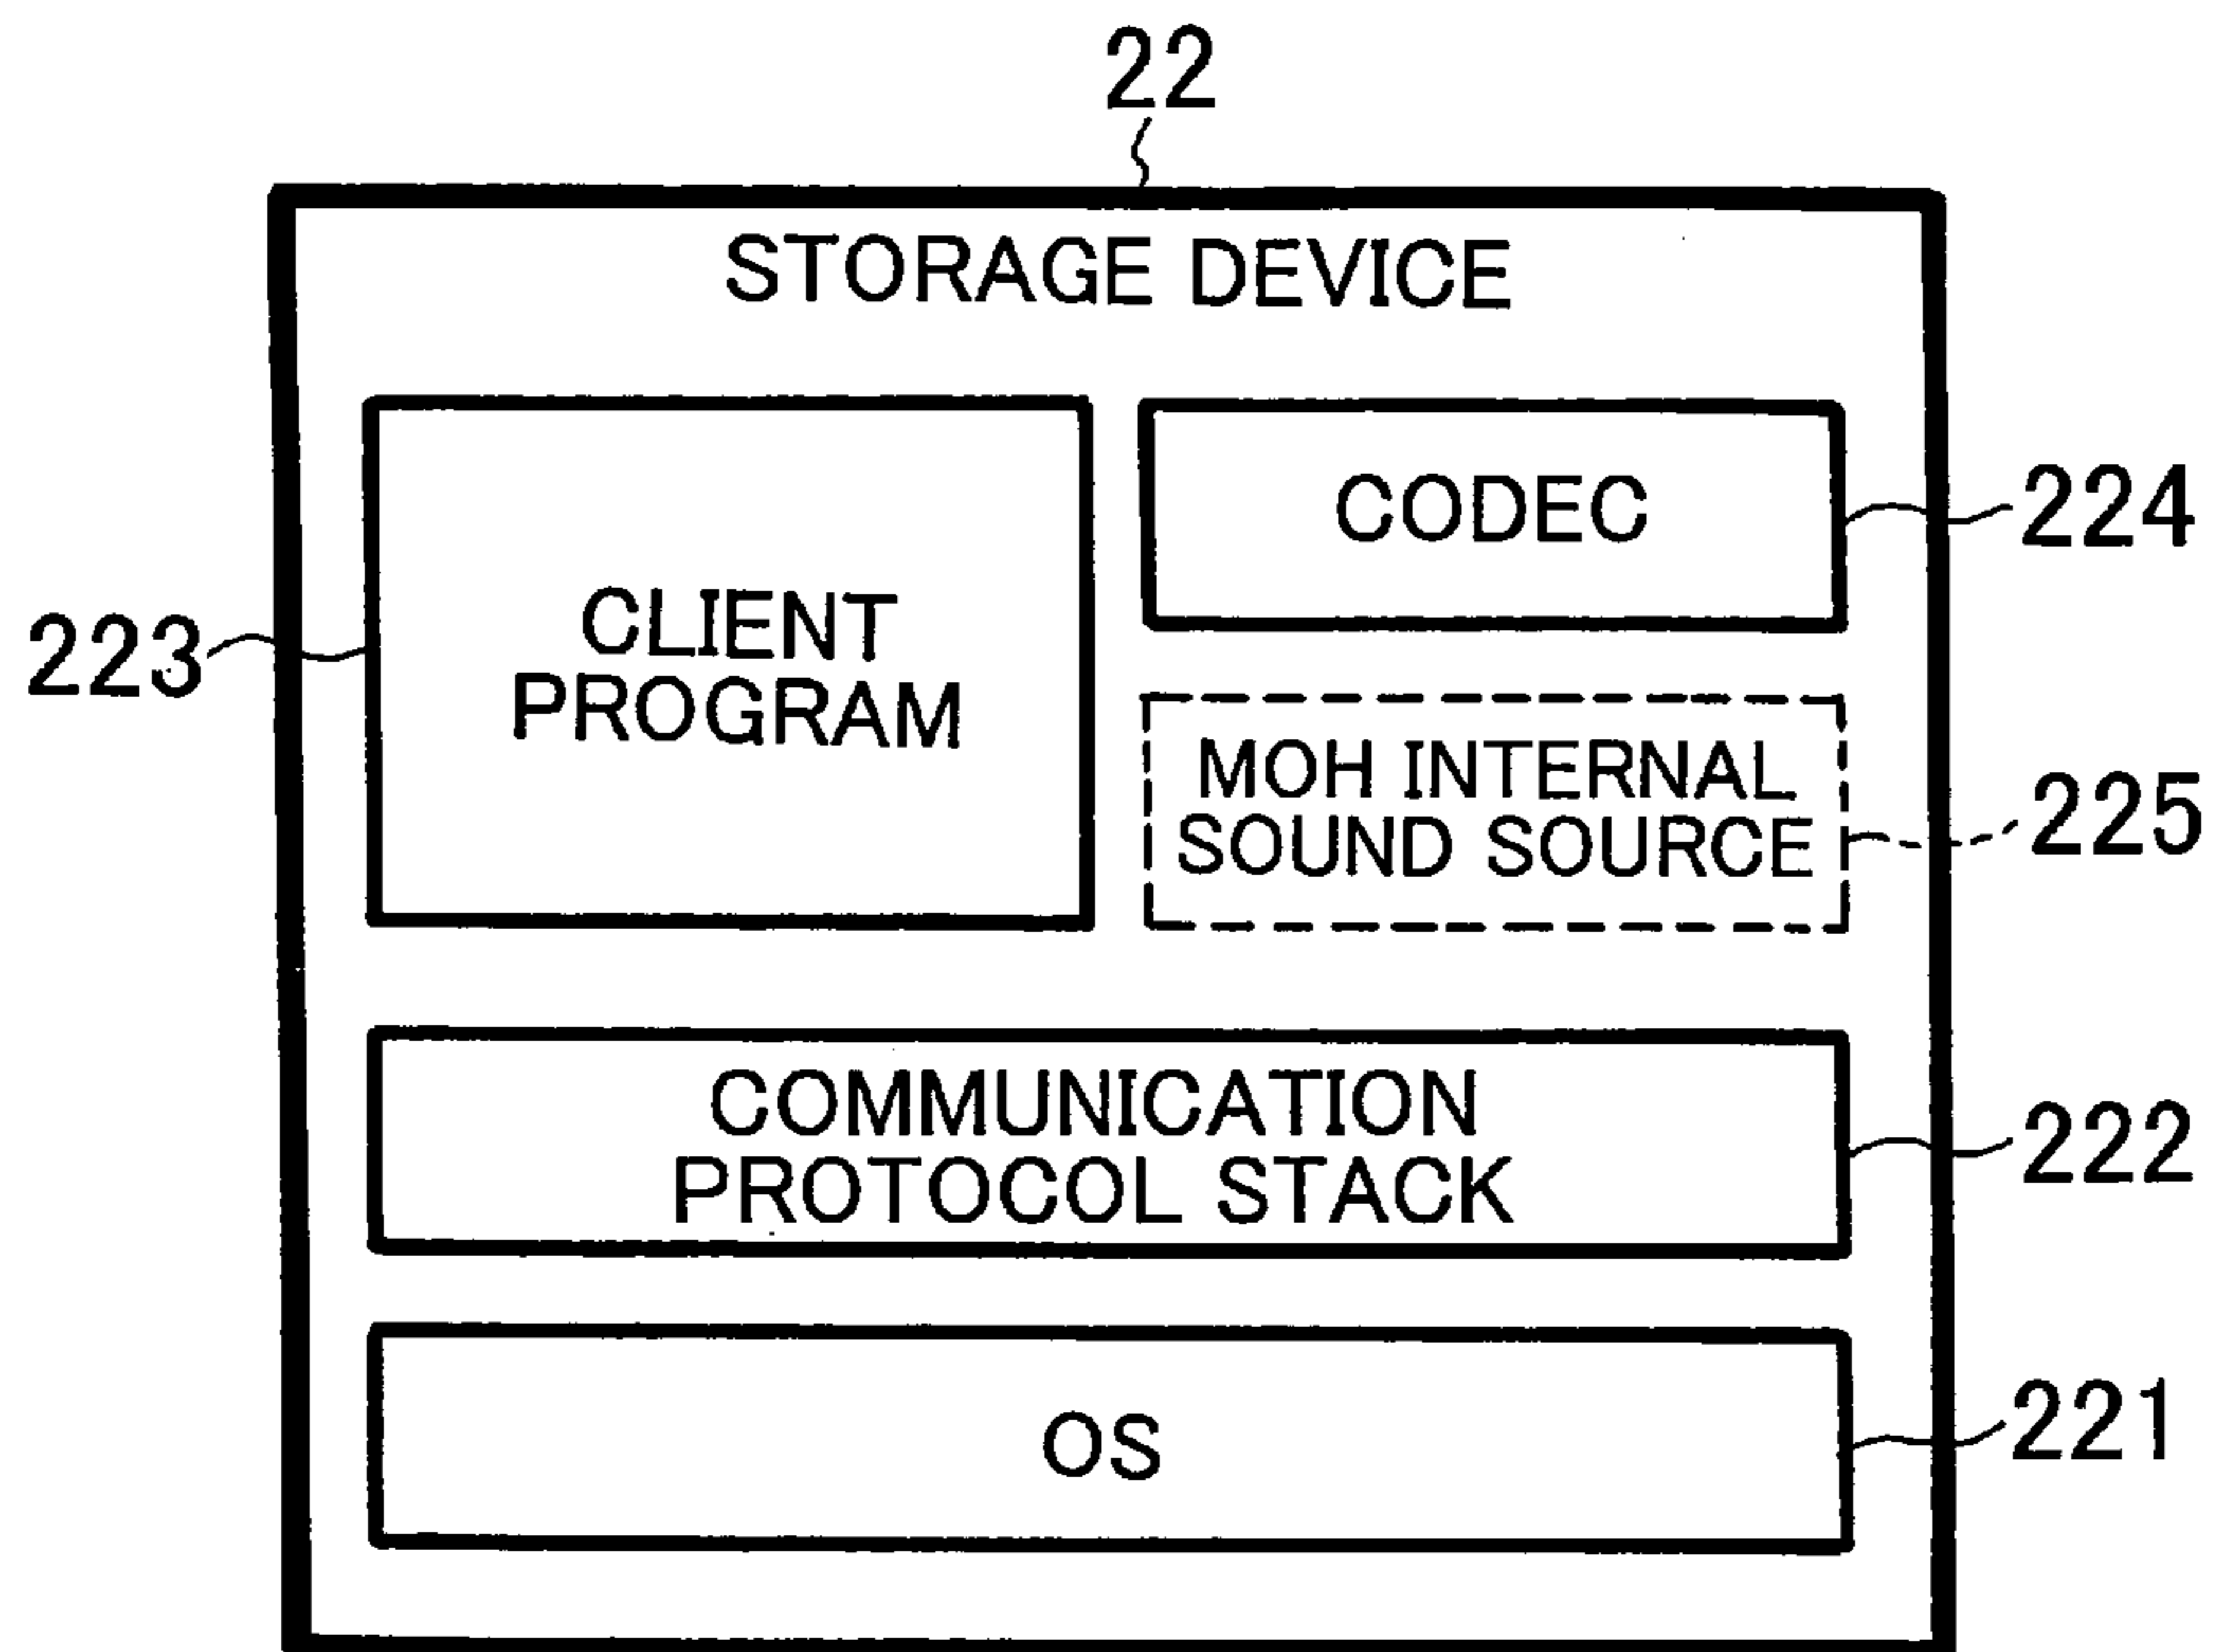 22
STORAGE DEVICE
CODEC
224
CLIENT
PROGRAM
223
MOH INTERNAL
SOUND SOURCE
225
COMMUNICATION
PROTOCOL STACK
222
OS
221